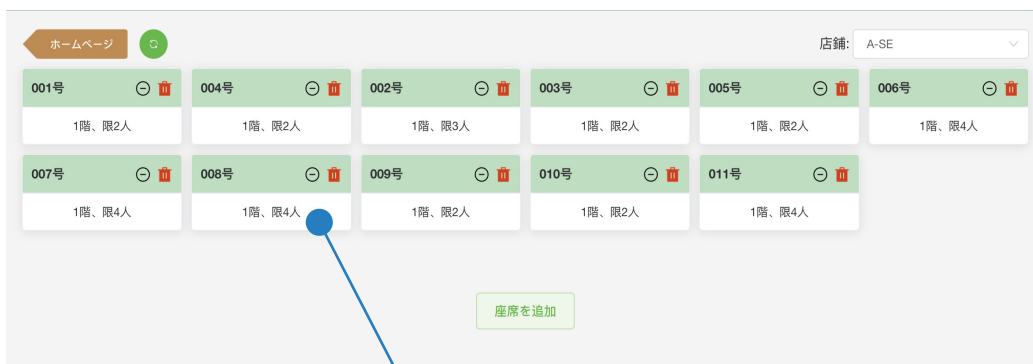 ホームページ 店鋪: A-SE
001号 004号 002号 003号 005号 006号
1階、限2人 1階、限2人 1階、限3人 1階、限2人 1階、限2人 1階、限4人
007号 008号 009号 010号 011号
1階、限4人 1階、限4人 1階、限2人 1階、限2人 1階、限4人
座席を追加